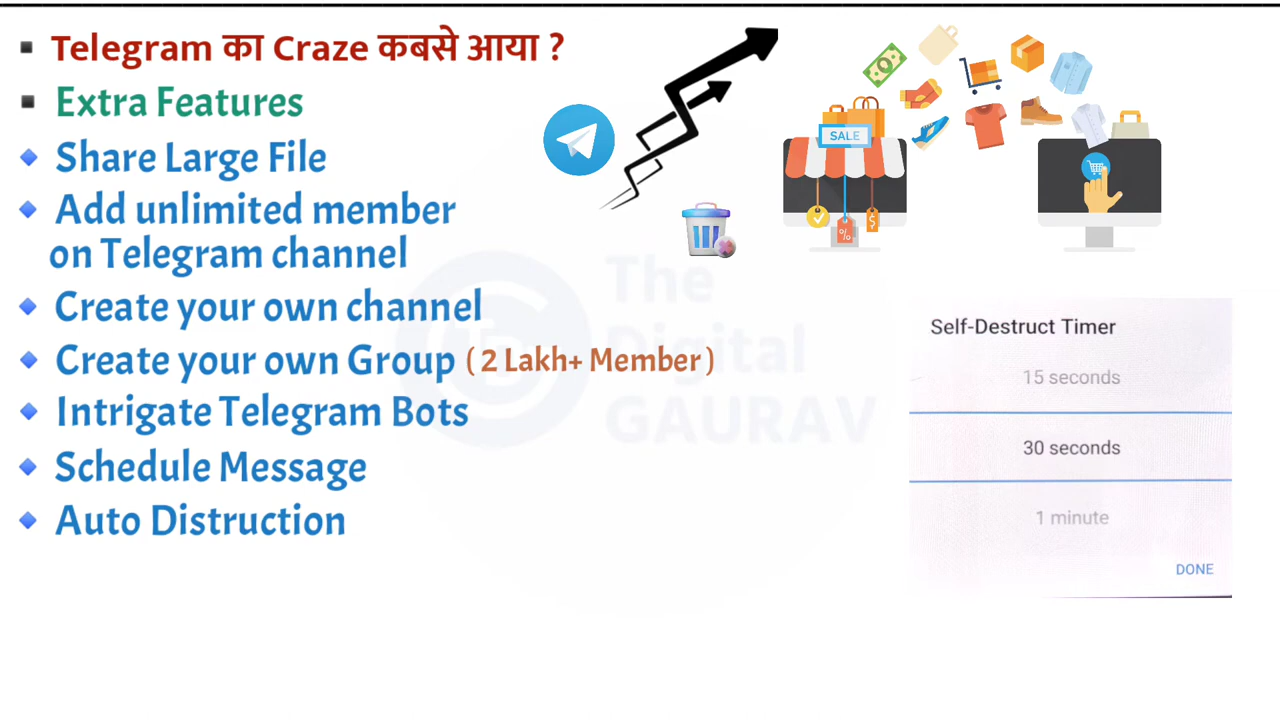 Telegram का Craze कबसे आया ?
Extra Features
Share Large File
Add unlimited member
on Telegram channel
Create your own channel
Create your own Group ( 2 Lakh+ Member )
Intrigate Telegram Bots
Schedule Message
Auto Distruction
SALE
%
$
The
Digital
GAURAV
Self-Destruct Timer
15 seconds
30 seconds
1 minute
DONE